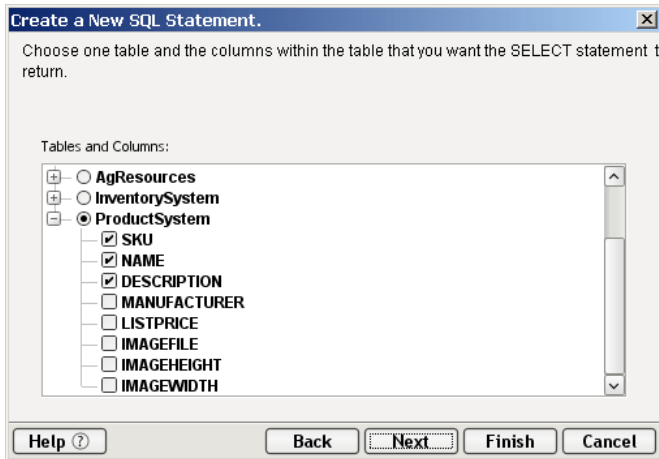 Create a New SQL Statement.
Choose one table and the columns within the table that you want the SELECT statement t
return.
Tables and Columns:
AgResources
InventorySystem
ProductSystem
SKU
NAME
DESCRIPTION
MANUFACTURER
LISTPRICE
IMAGEFILE
IMAGEHEIGHT
IMAGEWIDTH
Help ? Back Next Finish Cancel